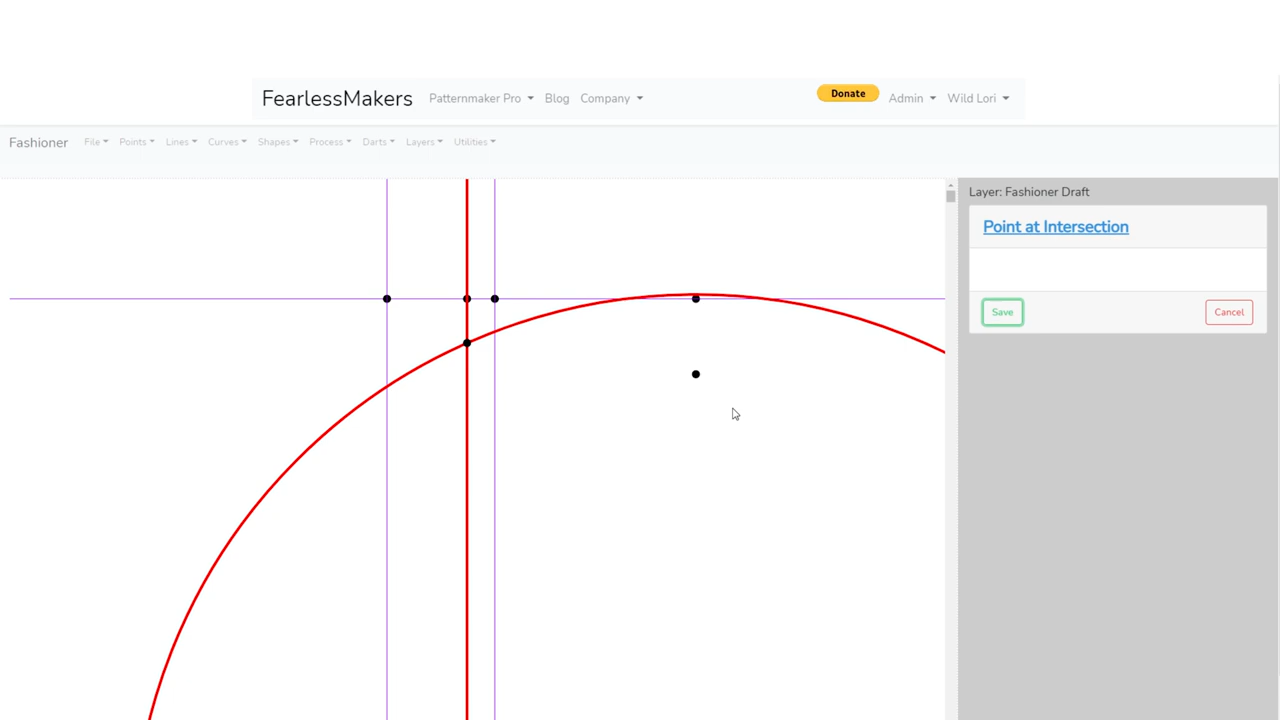 FearlessMakers Patternmaker Pro Blog Company Donate Admin Wild Lori
Fashioner File Points Lines Curves Shapes Process Darts Layers Utilities
Layer: Fashioner Draft
Point at Intersection
Save Cancel